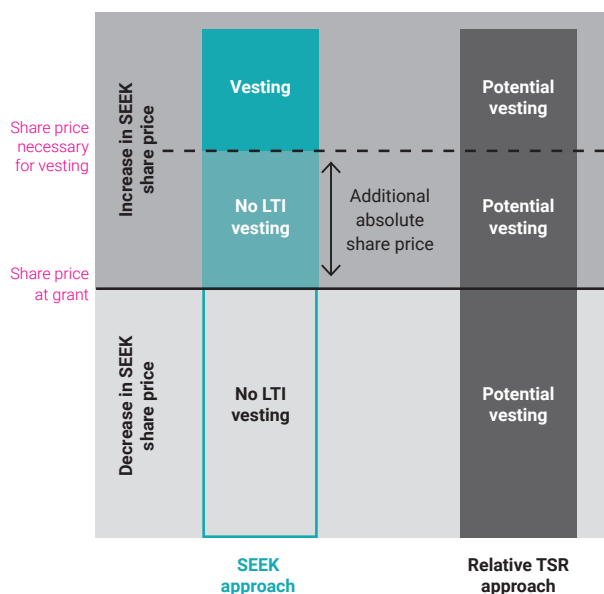 Share price
necessary
for vesting
Increase in SEEK
share price
Vesting
Potential
vesting
No LTI
vesting
Additional
absolute
share price
Potential
vesting
Share price
at grant
Decrease in SEEK
share price
No LTI
vesting
Potential
vesting
SEEK
approach
Relative TSR
approach